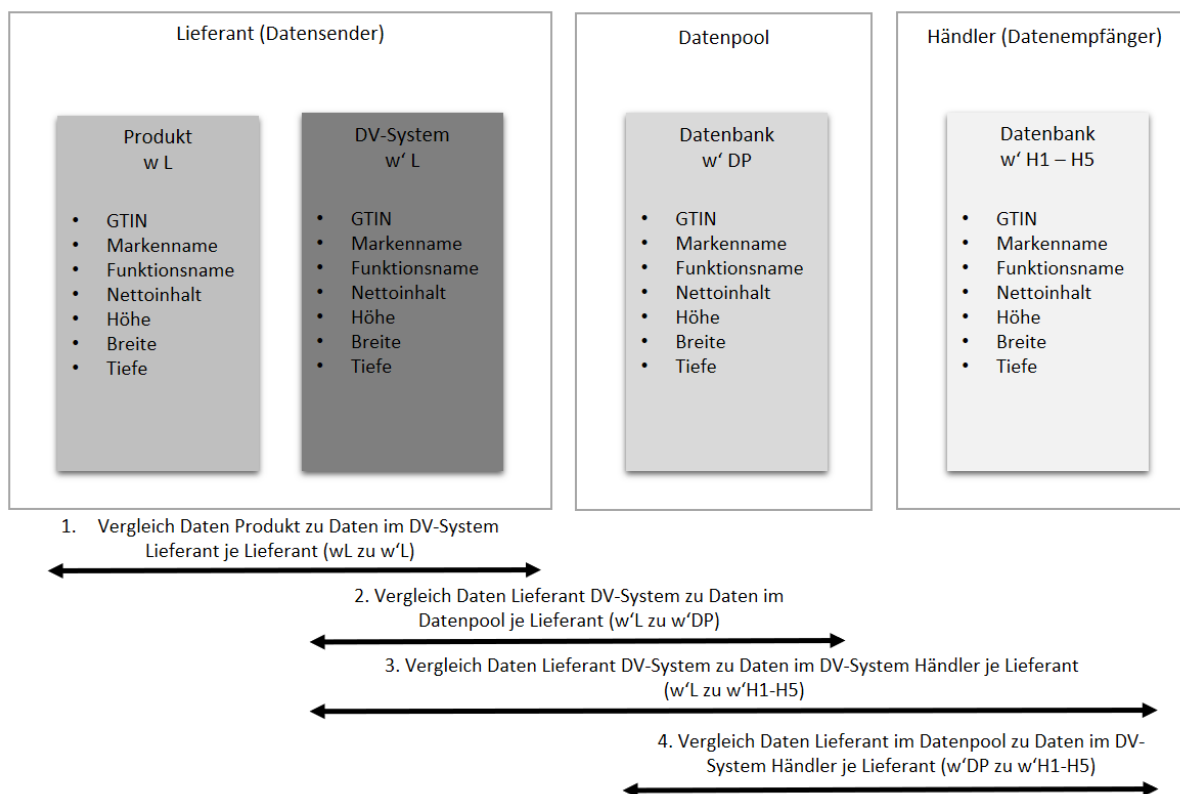 Lieferant (Datensender)
Datenpool
Händler (Datenempfänger)
Produkt
w L
• GTIN
• Markenname
• Funktionsname
• Nettoinhalt
• Höhe
• Breite
• Tiefe
DV-System
w‘ L
• GTIN
• Markenname
• Funktionsname
• Nettoinhalt
• Höhe
• Breite
• Tiefe
Datenbank
w‘ DP
• GTIN
• Markenname
• Funktionsname
• Nettoinhalt
• Höhe
• Breite
• Tiefe
Datenbank
w‘ H1 – H5
• GTIN
• Markenname
• Funktionsname
• Nettoinhalt
• Höhe
• Breite
• Tiefe
1. Vergleich Daten Produkt zu Daten im DV-System
Lieferant je Lieferant (wL zu w‘L)
2. Vergleich Daten Lieferant DV-System zu Daten im
Datenpool je Lieferant (w‘L zu w‘DP)
3. Vergleich Daten Lieferant DV-System zu Daten im DV-System Händler je Lieferant
(w‘L zu w‘H1-H5)
4. Vergleich Daten Lieferant im Datenpool zu Daten im DV-
System Händler je Lieferant (w‘DP zu w‘H1-H5)